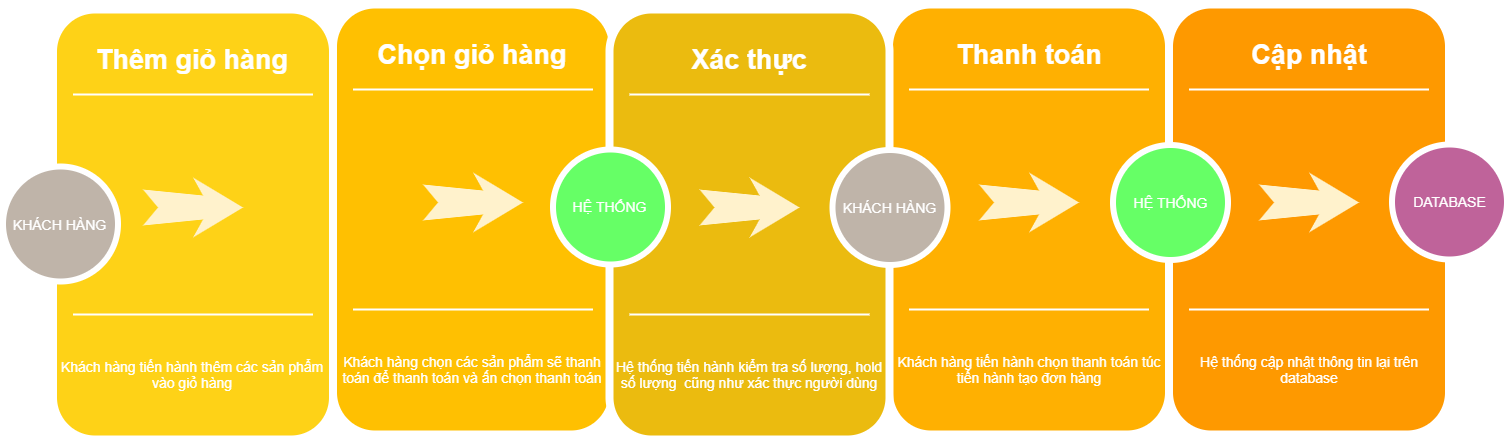 Thêm giỏ hàng
KHÁCH HÀNG
Khách hàng tiến hành thêm các sản phẩm
vào giỏ hàng
Chọn giỏ hàng
Khách hàng chọn các sản phẩm sẽ thanh
toán để thanh toán và ấn chọn thanh toán
HỆ THỐNG
Xác thực
Hệ thống tiến hành kiểm tra số lượng, hold
số lượng cũng như xác thực người dùng
KHÁCH HÀNG
Thanh toán
Khách hàng tiến hành chọn thanh toán túc
tiến hành tạo đơn hàng
HỆ THỐNG
Cập nhật
Hệ thống cập nhật thông tin lại trên
database
DATABASE